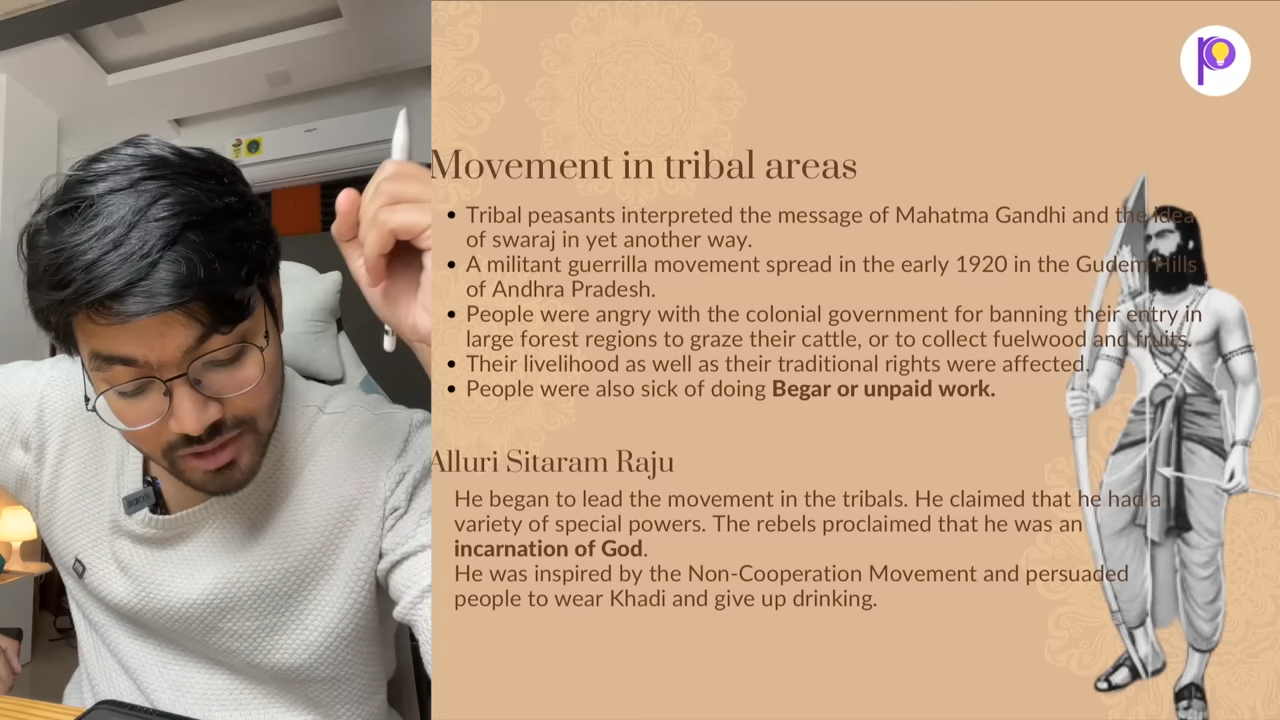 Movement in tribal areas
• Tribal peasants interpreted the message of Mahatma Gandhi and the idea
of swaraj in yet another way.
• A militant guerrilla movement spread in the early 1920 in the Gudem Hills
of Andhra Pradesh.
• People were angry with the colonial government for banning their entry in
large forest regions to graze their cattle, or to collect fuelwood and fruits.
• Their livelihood as well as their traditional rights were affected.
• People were also sick of doing Begar or unpaid work.
Alluri Sitaram Raju
He began to lead the movement in the tribals. He claimed that he had a
variety of special powers. The rebels proclaimed that he was an
incarnation of God.
He was inspired by the Non-Cooperation Movement and persuaded
people to wear Khadi and give up drinking.